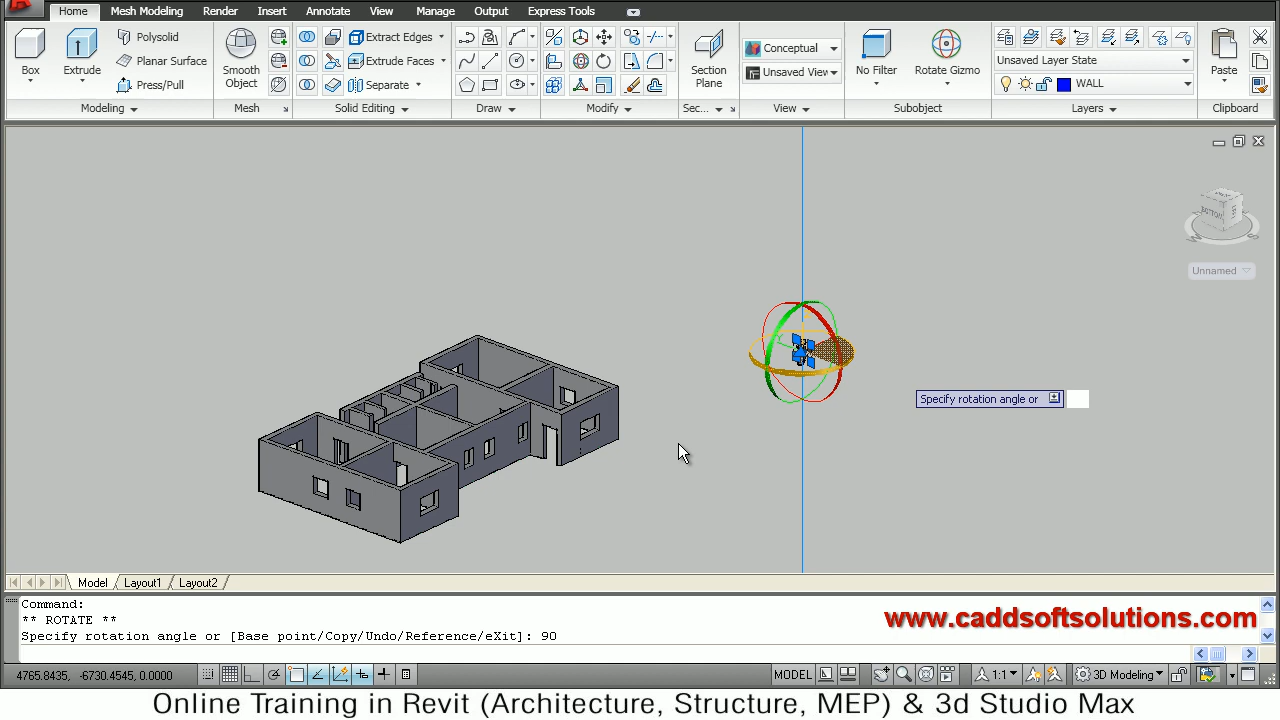 Home Mesh Modeling Render Insert Annotate View Manage Output Express Tools
Box
Extrude
Polysolid
Planar Surface
Press/Pull
Smooth
Object
Extract Edges
Extrude Faces
Separate
Section
Plane
Conceptual
Unsaved View
No Filter
Rotate Gizmo
Unsaved Layer State
WALL
Paste
Modeling Mesh Solid Editing Draw Modify Sec... View Subobject Layers Clipboard
BOTTOM
Unnamed
Specify rotation angle or
Model Layout1 Layout2
Command:
** ROTATE **
Specify rotation angle or [Base point/Copy/Undo/Reference/eXit]: 90
www.caddsoftsolutions.com
4765.8435, -6730.4545, 0.0000 MODEL 1:1 3D Modeling
Online Training in Revit (Architecture, Structure, MEP) & 3d Studio Max